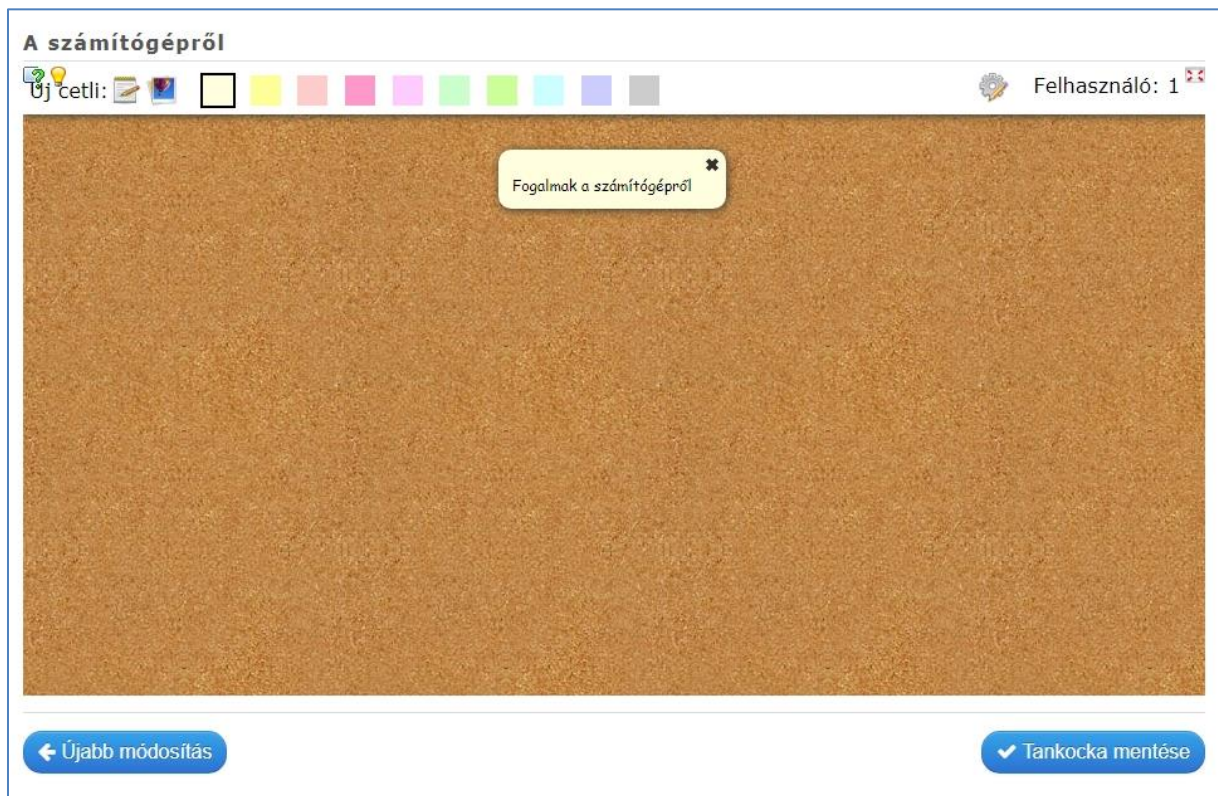 A számítógépről
Új cetli:
Felhasználó: 1
Fogalmak a számítógépről
Újabb módosítás
Tankocka mentése